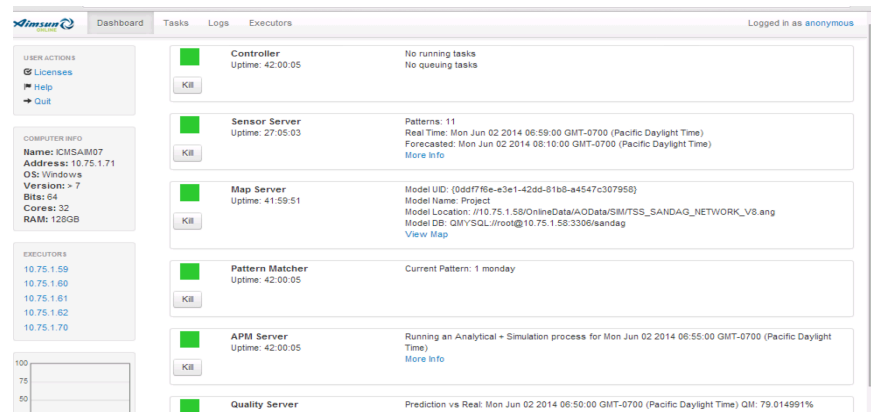 Aimsun
ONLINE
Dashboard Tasks Logs Executors Logged in as anonymous
USER ACTIONS
Licenses
Help
Quit
COMPUTER INFO
Name: ICMSAIM07
Address: 10.75.1.71
OS: Windows
Version: > 7
Bits: 64
Cores: 32
RAM: 128GB
EXECUTORS
10.75.1.59
10.75.1.60
10.75.1.61
10.75.1.62
10.75.1.70
100
75
50
Controller No running tasks
Uptime: 42:00:05 No queuing tasks
Kill
Sensor Server Patterns: 11
Uptime: 27:05:03 Real Time: Mon Jun 02 2014 06:59:00 GMT-0700 (Pacific Daylight Time)
Forecasted: Mon Jun 02 2014 08:10:00 GMT-0700 (Pacific Daylight Time)
Kill More Info
Map Server Model UID: {0ddf7f6e-e3e1-42dd-81b8-a4547c307958}
Uptime: 41:59:51 Model Name: Project
Model Location: //10.75.1.58/OnlineData/AOData/SIM/TSS_SANDAG_NETWORK_V8.ang
Kill Model DB: QMYSQL://root@10.75.1.58:3306/sandag
View Map
Pattern Matcher Current Pattern: 1 monday
Uptime: 42:00:05
Kill
APM Server Running an Analytical + Simulation process for Mon Jun 02 2014 06:55:00 GMT-0700 (Pacific Daylight
Uptime: 42:00:05 Time)
More Info
Kill
Quality Server Prediction vs Real: Mon Jun 02 2014 06:50:00 GMT-0700 (Pacific Daylight Time) QM: 79.014991%